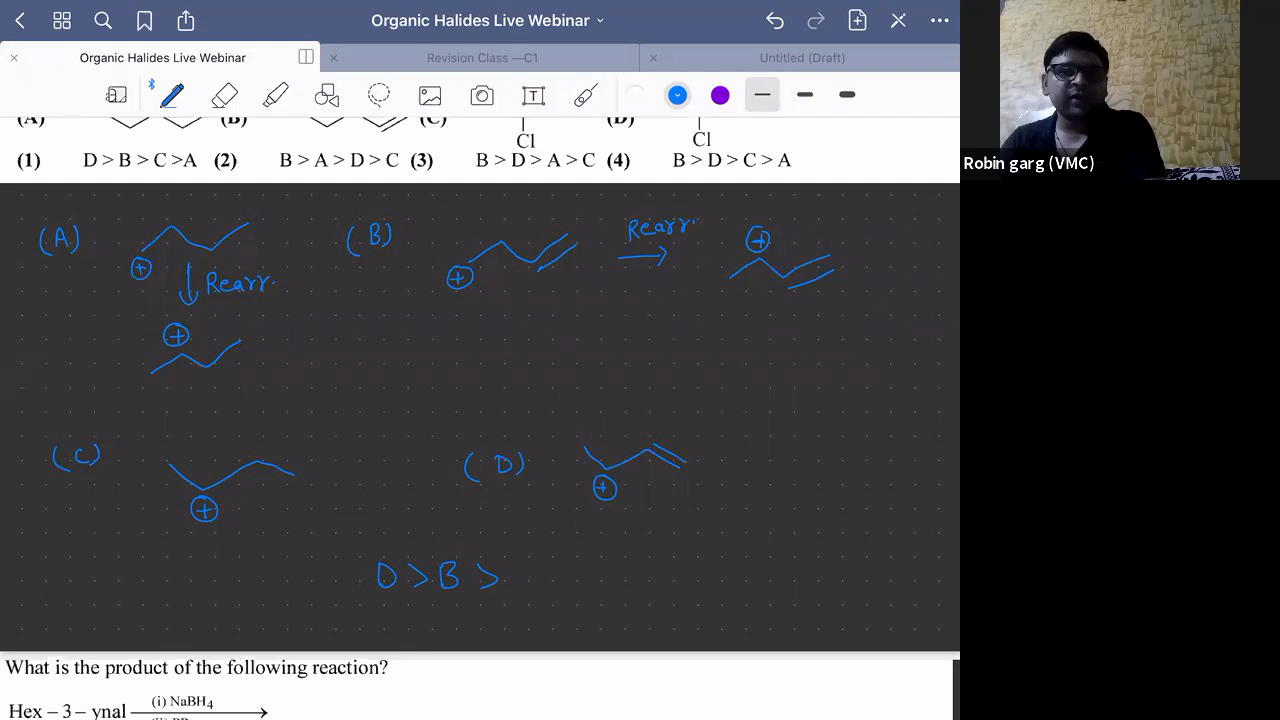 Organic Halides Live Webinar
Organic Halides Live Webinar
Revision Class —C1
Untitled (Draft)
T
(A) (B) (C) (D)
Cl Cl
(1) D > B > C >A (2) B > A > D > C (3) B > D > A > C (4) B > D > C > A
Robin garg (VMC)
(A) (B) Rearr.
+ + +
Rearr.
+
(C) (D)
+ +
D > B >
What is the product of the following reaction?
(i) NaBH4
Hex – 3 – ynal